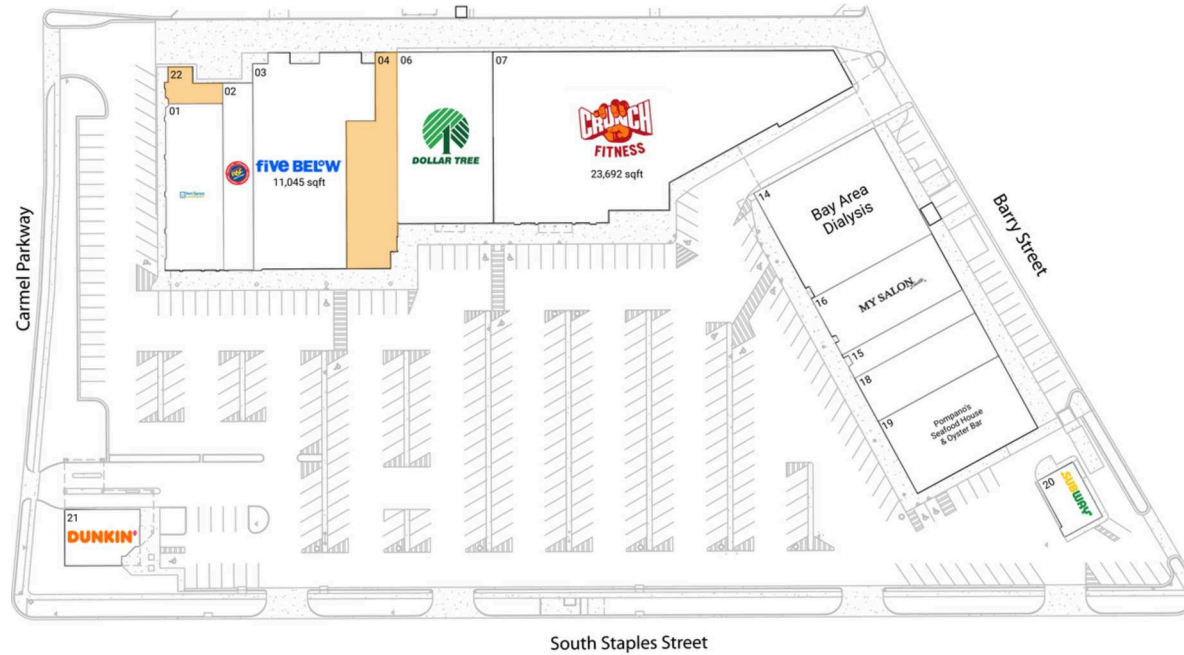 22
01
02
03
five BELOW
11,045 sqft
04
06
DOLLAR TREE
07
CRUNCH
FITNESS
23,692 sqft
14
Bay Area
Dialysis
16
MY SALON
15
18
19
Pompano's
Seafood House
& Oyster Bar
20
SUBWAY
21
DUNKIN'
Carmel Parkway
Barry Street
South Staples Street